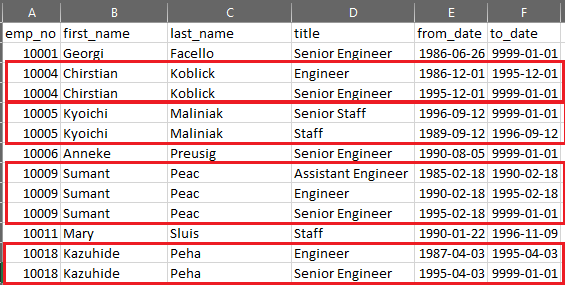 A B C D E F
emp_no first_name last_name title from_date to_date
10001 Georgi Facello Senior Engineer 1986-06-26 9999-01-01
10004 Chirstian Koblick Engineer 1986-12-01 1995-12-01
10004 Chirstian Koblick Senior Engineer 1995-12-01 9999-01-01
10005 Kyoichi Maliniak Senior Staff 1996-09-12 9999-01-01
10005 Kyoichi Maliniak Staff 1989-09-12 1996-09-12
10006 Anneke Preusig Senior Engineer 1990-08-05 9999-01-01
10009 Sumant Peac Assistant Engineer 1985-02-18 1990-02-18
10009 Sumant Peac Engineer 1990-02-18 1995-02-18
10009 Sumant Peac Senior Engineer 1995-02-18 9999-01-01
10011 Mary Sluis Staff 1990-01-22 1996-11-09
10018 Kazuhide Peha Engineer 1987-04-03 1995-04-03
10018 Kazuhide Peha Senior Engineer 1995-04-03 9999-01-01